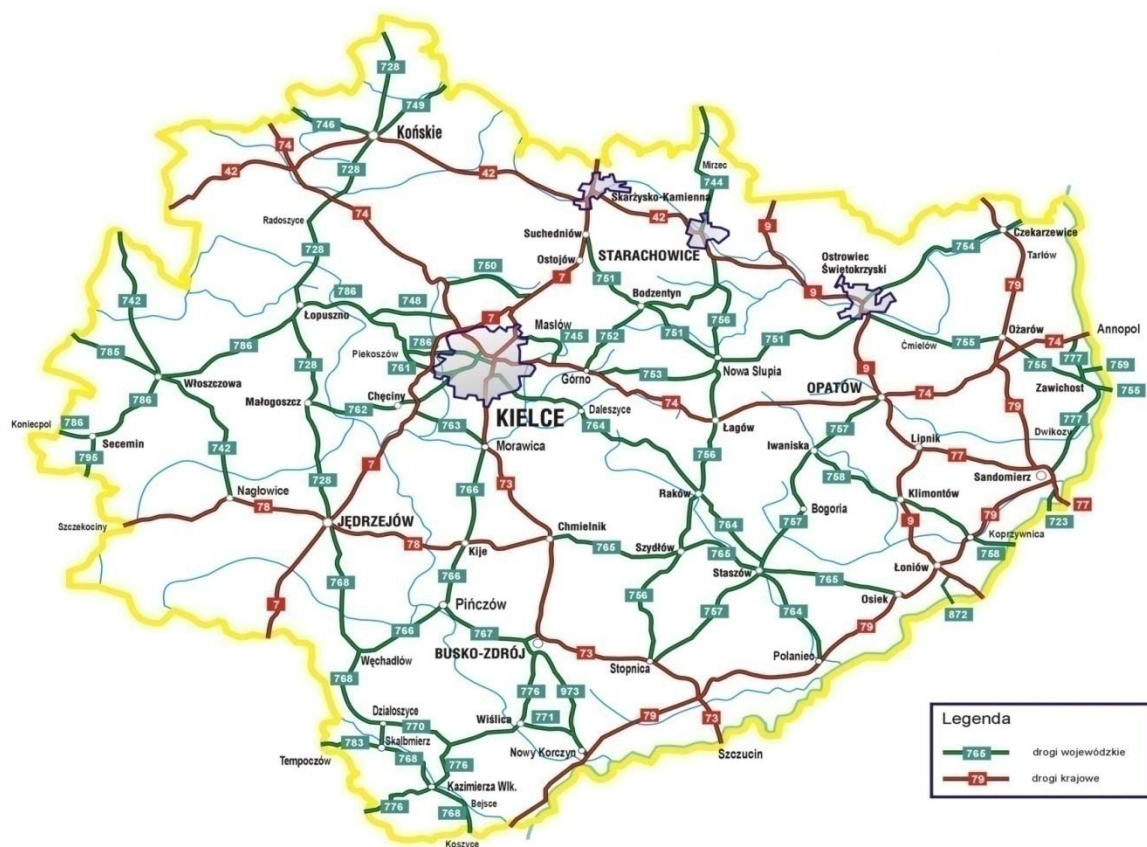 728
749
746
Końskie
74
42
728
42
Mirzec
744
Skarżysko-Kamienna
42
9
Radoszyce
74
Suchedniów
STARACHOWICE
Czekarzewice
754
Tarłów
Ostojów
728
750
7
751
Ostrowiec
Świętokrzyski
742
786
748
Bodzentyn
9
79
Łopuszno
7
Masłów
756
786
745
752
751
751
Ożarów
Annopol
785
786
Piekoszów
761
Ćmielów
755
74
728
Górno
753
Nowa Słupia
9
755
777
759
Włoszczowa
OPATÓW
Zawichost
755
786
Małogoszcz
762
Chęciny
KIELCE
74
74
79
Koniecpol
786
Secemin
763
Daleszyce
764
Łagów
757
777
Dwikozy
795
742
7
Morawica
756
Iwaniska
Lipnik
77
758
Sandomierz
728
766
73
Raków
Nagłowice
78
Klimontów
77
Szczekociny
JĘDRZEJÓW
764
757
Bogoria
79
723
Chmielnik
9
Koprzywnica
78
Kije
765
Szydłów
765
758
Staszów
Łoniów
768
766
765
756
757
764
Osiek
872
7
Pińczów
766
767
79
BUSKO-ZDRÓJ
73
Stopnica
Połaniec
Węchadłów
768
776
973
79
73
Działoszyce
770
Wiślica
771
783
Skalbmierz
Nowy Korczyn
Szczucin
Tempoczów
768
776
Kazimierza Wlk.
776
Bejsce
768
Koszyce
Legenda
765 drogi wojewódzkie
79 drogi krajowe